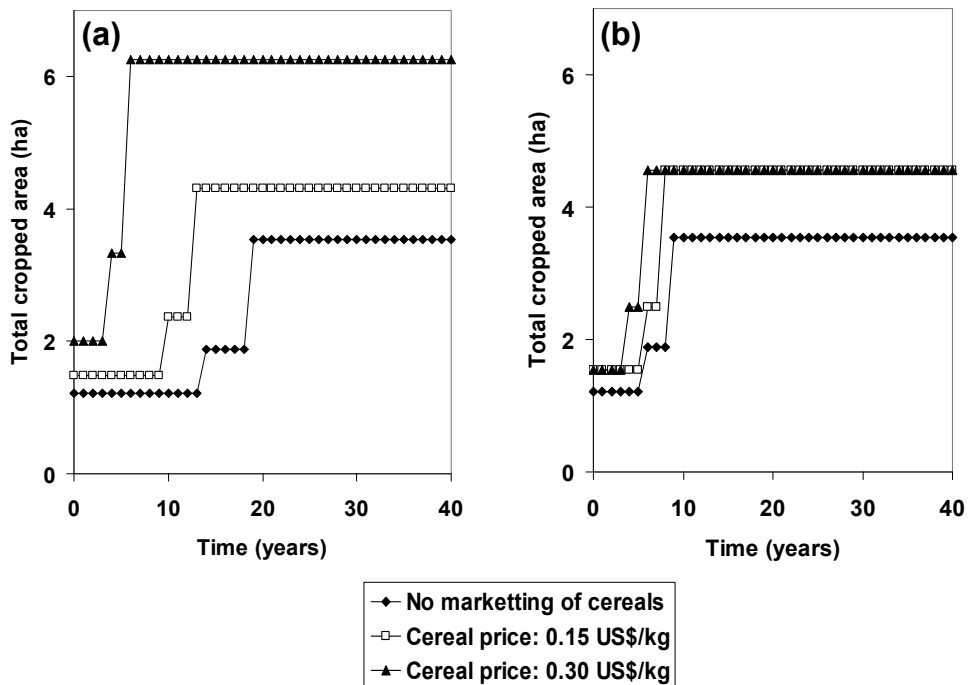 (a)
(b)
Total cropped area (ha)
6
4
2
0
0 10 20 30 40
Time (years)
Total cropped area (ha)
6
4
2
0
0 10 20 30 40
Time (years)
No marketting of cereals
Cereal price: 0.15 US$/kg
Cereal price: 0.30 US$/kg